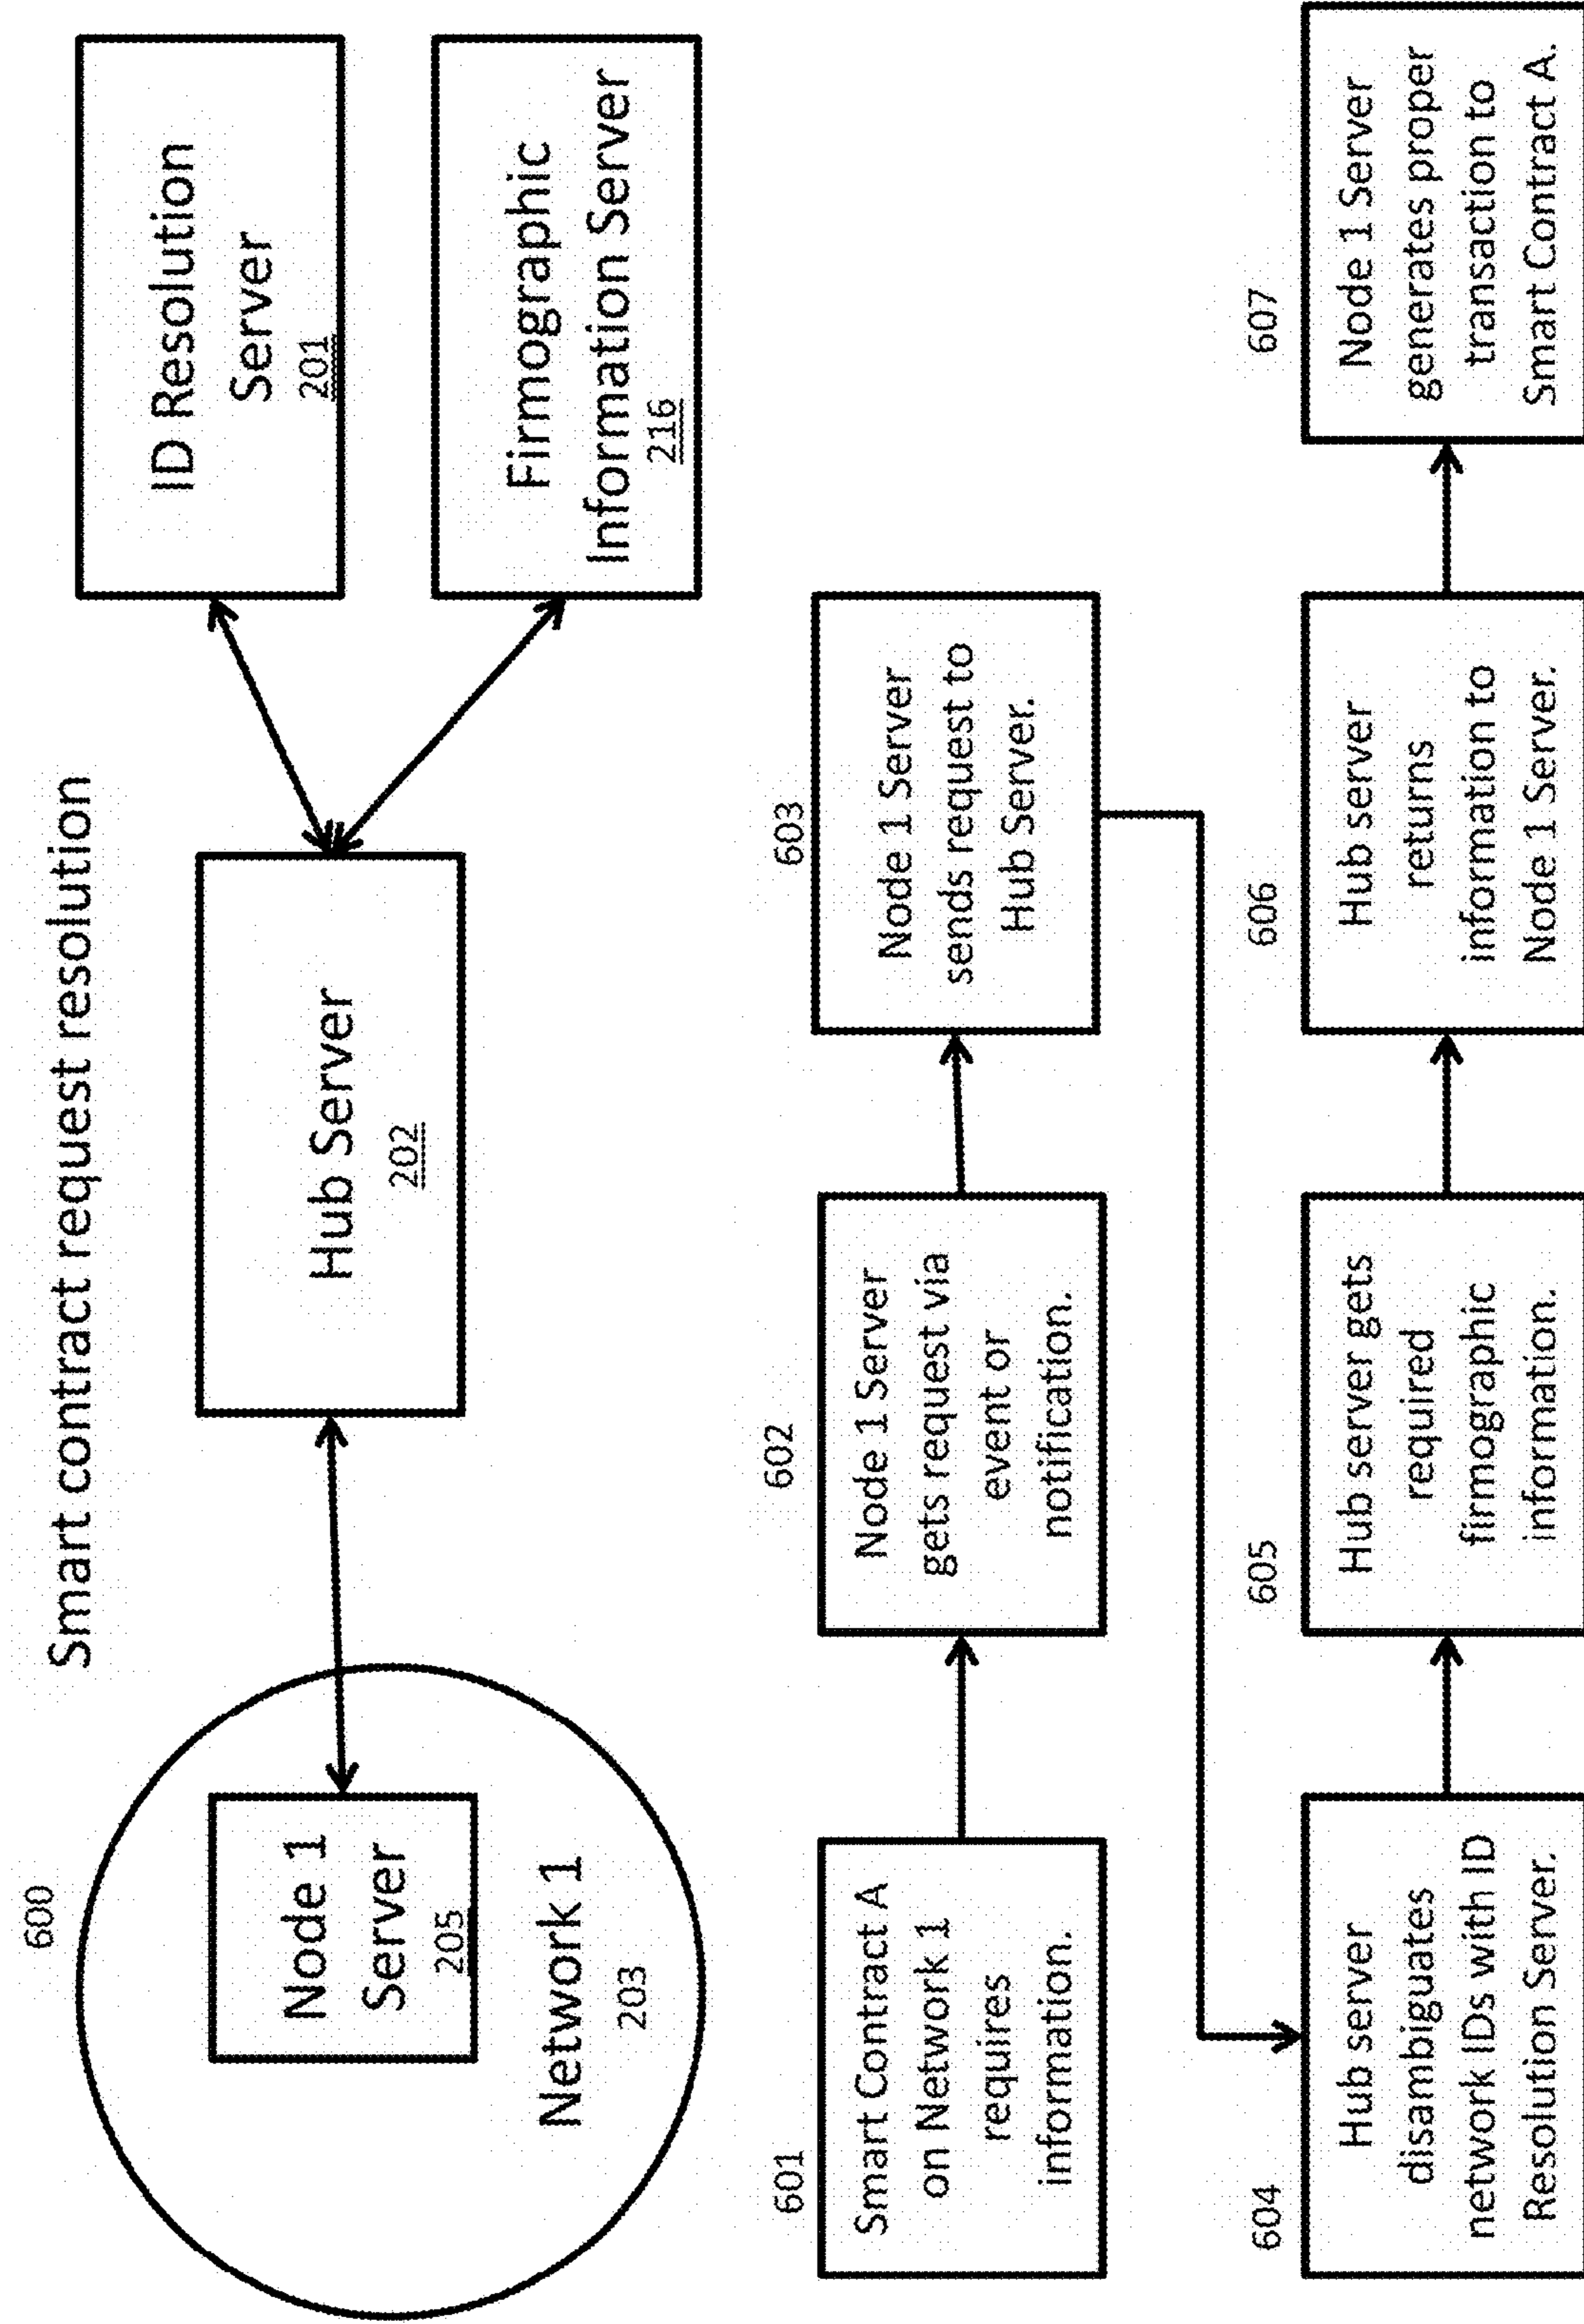 Smart contract request resolution
600
Node 1
Server
205
Network 1
203
Hub Server
202
ID Resolution
Server
201
Firmographic
Information Server
216
601
Smart Contract A
on Network 1
requires
information.
602
Node 1 Server
gets request via
event or
notification.
603
Node 1 Server
sends request to
Hub Server.
604
Hub server
disambiguates
network IDs with ID
Resolution Server.
605
Hub server gets
required
firmographic
information.
606
Hub server
returns
information to
Node 1 Server.
607
Node 1 Server
generates proper
transaction to
Smart Contract A.